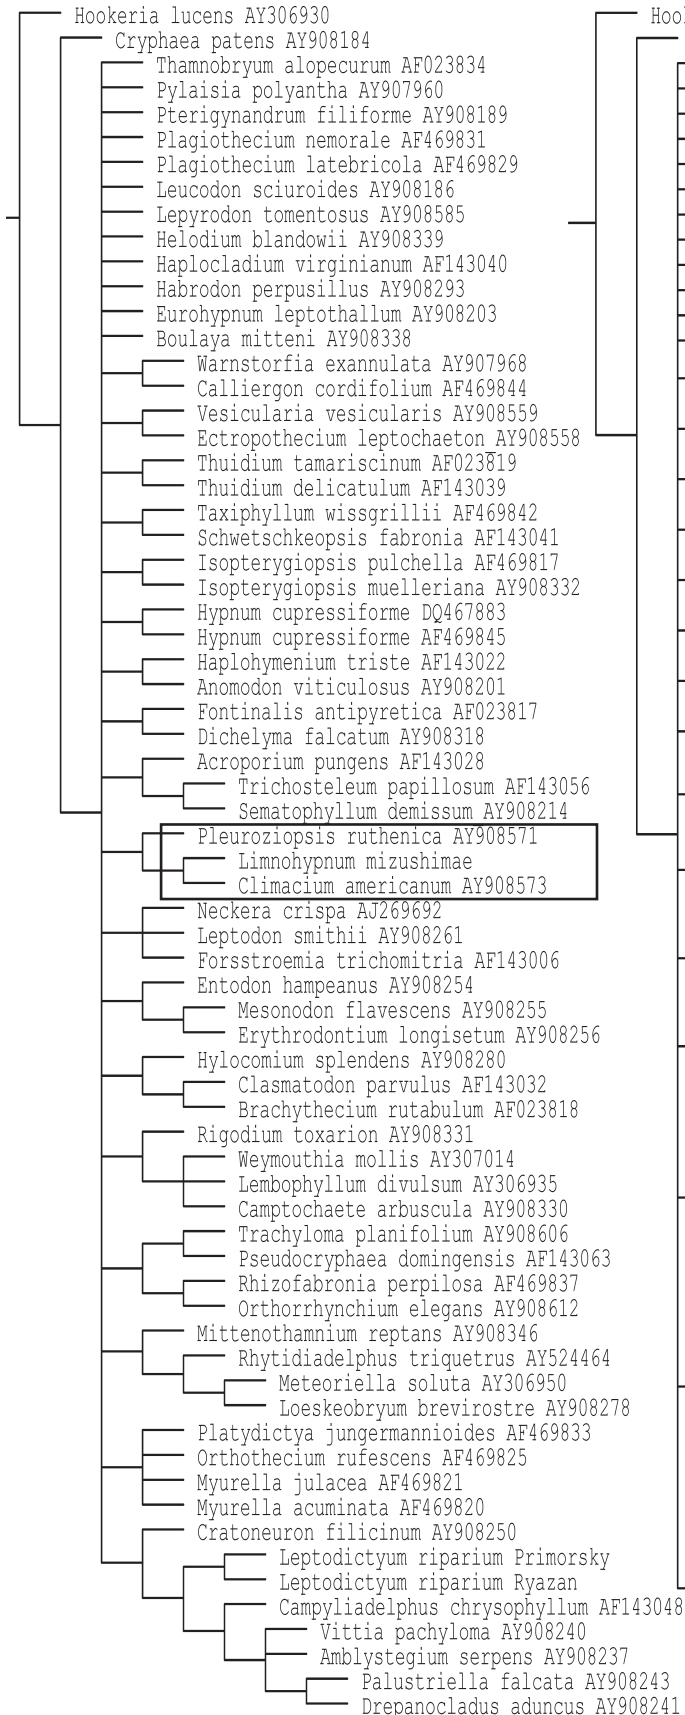 Hookeria lucens AY306930
Cryphaea patens AY908184
Thamnobryum alopecurum AF023834
Pylaisia polyantha AY907960
Pterigynandrum filiforme AY908189
Plagiothecium nemorale AF469831
Plagiothecium latebricola AF469829
Leucodon sciuroides AY908186
Lepyrodon tomentosus AY908585
Helodium blandowii AY908339
Haplocladium virginianum AF143040
Habrodon perpusillus AY908293
Eurohypnum leptothallum AY908203
Boulaya mitteni AY908338
Warnstorfia exannulata AY907968
Calliergon cordifolium AF469844
Vesicularia vesicularis AY908559
Ectropothecium leptochaeton AY908558
Thuidium tamariscinum AF023819
Thuidium delicatulum AF143039
Taxiphyllum wissgrillii AF469842
Schwetschkeopsis fabronia AF143041
Isopterygiopsis pulchella AF469817
Isopterygiopsis muelleriana AY908332
Hypnum cupressiforme DQ467883
Hypnum cupressiforme AF469845
Haplohymenium triste AF143022
Anomodon viticulosus AY908201
Fontinalis antipyretica AF023817
Dichelyma falcatum AY908318
Acroporium pungens AF143028
Trichosteleum papillosum AF143056
Sematophyllum demissum AY908214
Pleuroziopsis ruthenica AY908571
Limnohypnum mizushimae
Climacium americanum AY908573
Neckera crispa AJ269692
Leptodon smithii AY908261
Forsstroemia trichomitria AF143006
Entodon hampeanus AY908254
Mesonodon flavescens AY908255
Erythrodontium longisetum AY908256
Hylocomium splendens AY908280
Clasmatodon parvulus AF143032
Brachythecium rutabulum AF023818
Rigodium toxarion AY908331
Weymouthia mollis AY307014
Lembophyllum divulsum AY306935
Camptochaete arbuscula AY908330
Trachyloma planifolium AY908606
Pseudocryphaea domingensis AF143063
Rhizofabronia perpilosa AF469837
Orthorrhynchium elegans AY908612
Mittenothamnium reptans AY908346
Rhytidiadelphus triquetrus AY524464
Meteoriella soluta AY306950
Loeskeobryum brevirostre AY908278
Platydictya jungermannioides AF469833
Orthothecium rufescens AF469825
Myurella julacea AF469821
Myurella acuminata AF469820
Cratoneuron filicinum AY908250
Leptodictyum riparium Primorsky
Leptodictyum riparium Ryazan
Campyliadelphus chrysophyllum AF143048
Vittia pachyloma AY908240
Amblystegium serpens AY908237
Palustriella falcata AY908243
Drepanocladus aduncus AY908241